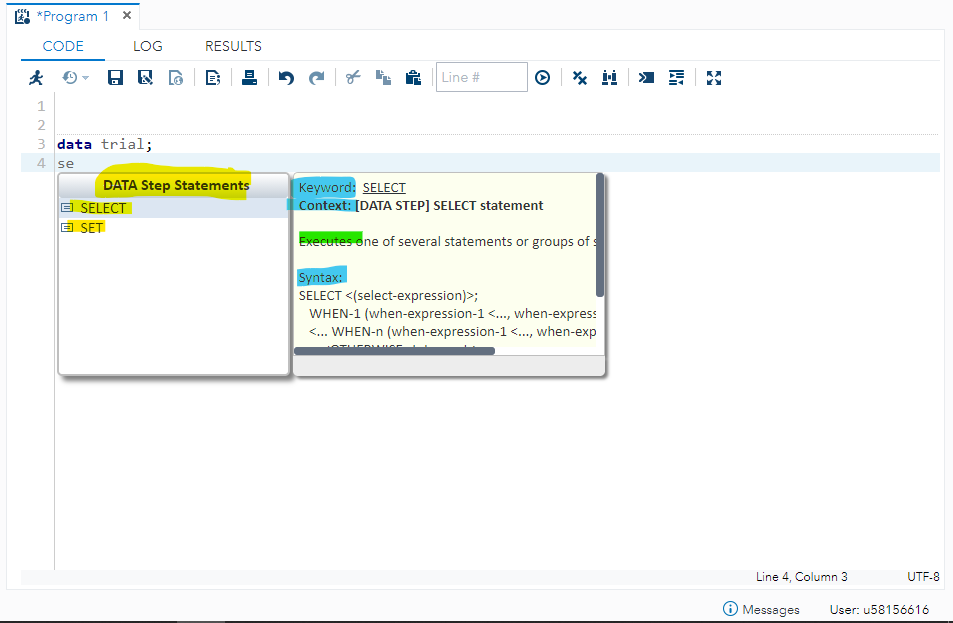 *Program 1 ×
CODE LOG RESULTS
Line #
1
2
3 data trial;
4 se
DATA Step Statements
SELECT
SET
Keyword: SELECT
Context: [DATA STEP] SELECT statement
Executes one of several statements or groups of s
Syntax:
SELECT <(select-expression)>;
WHEN-1 (when-expression-1 <..., when-express
<... WHEN-n (when-expression-1 <..., when-exp
Line 4, Column 3 UTF-8
Messages User: u58156616